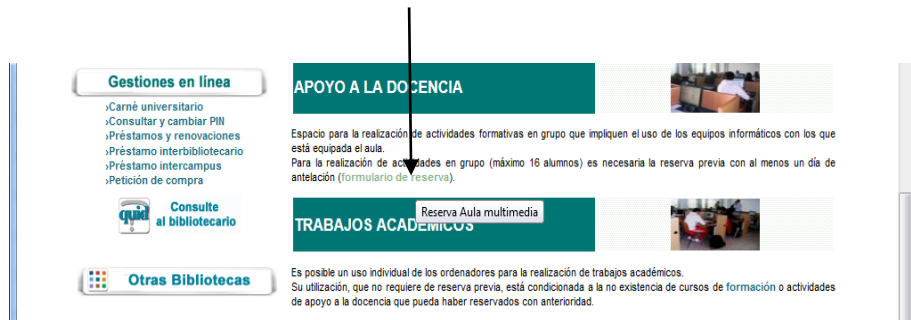 Gestiones en línea
›Carné universitario
›Consultar y cambiar PIN
›Préstamos y renovaciones
›Préstamo interbibliotecario
›Préstamo intercampus
›Petición de compra
quid
Consulte
al bibliotecario
Otras Bibliotecas
APOYO A LA DOCENCIA
Espacio para la realización de actividades formativas en grupo que impliquen el uso de los equipos informáticos con los que
está equipada el aula.
Para la realización de actividades en grupo (máximo 16 alumnos) es necesaria la reserva previa con al menos un día de
antelación (formulario de reserva).
Reserva Aula multimedia
TRABAJOS ACADÉMICOS
Es posible un uso individual de los ordenadores para la realización de trabajos académicos.
Su utilización, que no requiere de reserva previa, está condicionada a la no existencia de cursos de formación o actividades
de apoyo a la docencia que pueda haber reservados con anterioridad.